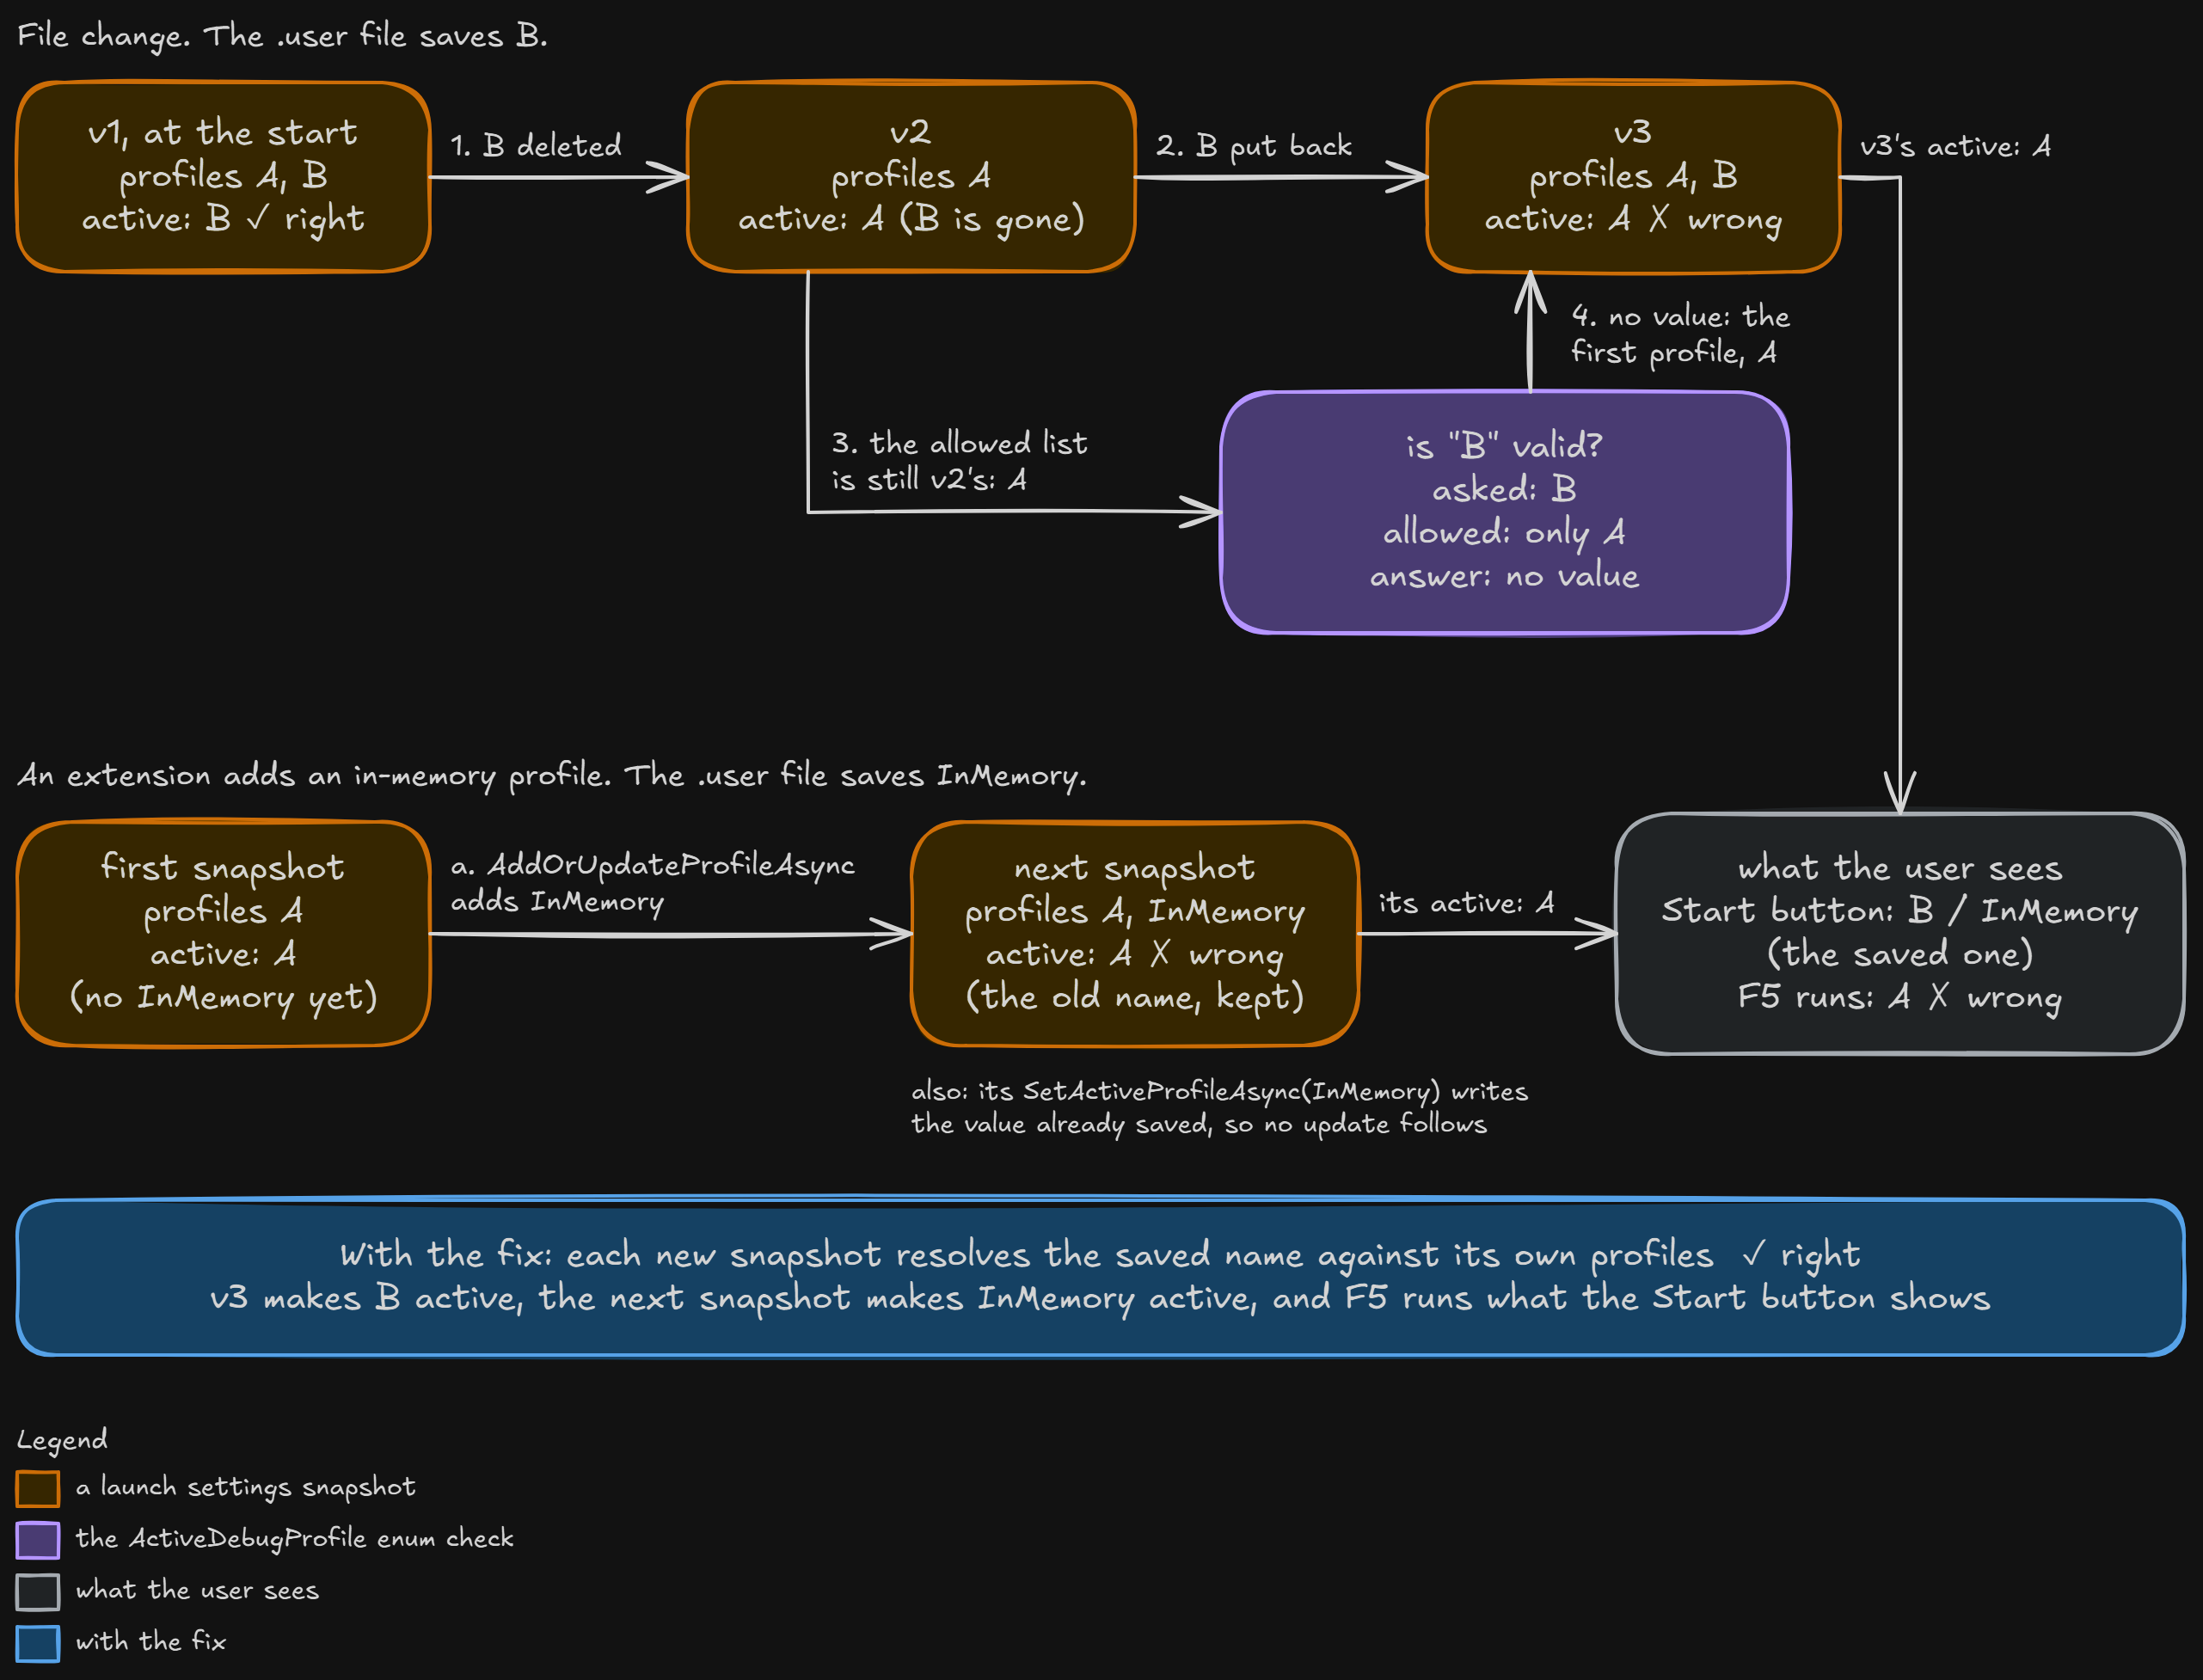 File change. The .user file saves B.
v1, at the start
profiles A, B
active: B ✓ right
1. B deleted
v2
profiles A
active: A (B is gone)
2. B put back
v3
profiles A, B
active: A X wrong
v3's active: A
4. no value: the
first profile, A
3. the allowed list
is still v2's: A
is "B" valid?
asked: B
allowed: only A
answer: no value
An extension adds an in-memory profile. The .user file saves InMemory.
first snapshot
profiles A
active: A
(no InMemory yet)
a. AddOrUpdateProfileAsync
adds InMemory
next snapshot
profiles A, InMemory
active: A X wrong
(the old name, kept)
its active: A
what the user sees
Start button: B / InMemory
(the saved one)
F5 runs: A X wrong
also: its SetActiveProfileAsync(InMemory) writes
the value already saved, so no update follows
With the fix: each new snapshot resolves the saved name against its own profiles ✓ right
v3 makes B active, the next snapshot makes InMemory active, and F5 runs what the Start button shows
Legend
a launch settings snapshot
the ActiveDebugProfile enum check
what the user sees
with the fix